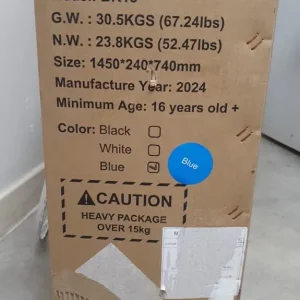 G.W. : 30.5KGS (67.24lbs)
N.W. : 23.8KGS (52.47lbs)
Size: 1450*240*740mm
Manufacture Year: 2024
Minimum Age: 16 years old +
Color: Black
White
Blue
Blue
CAUTION
HEAVY PACKAGE
OVER 15kg